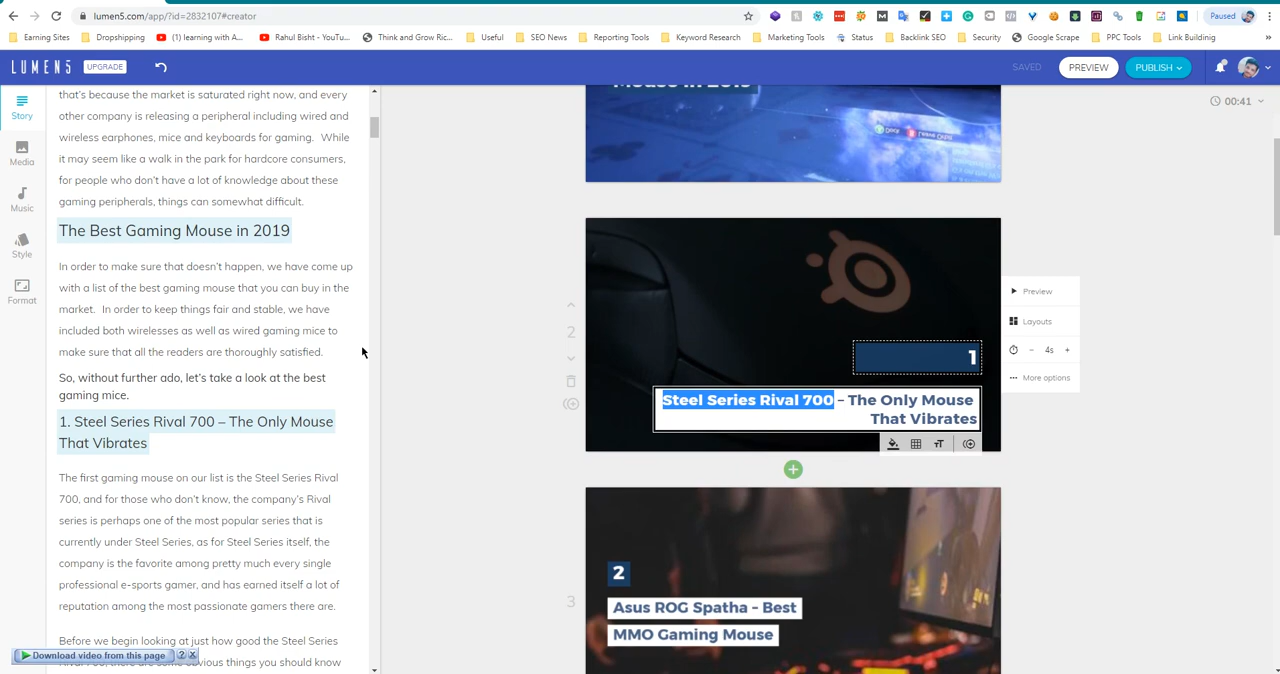 lumen5.com/app/?id=2832107#creator
Paused
Earning Sites
Dropshipping
(1) learning with A...
Rahul Bisht - YouTu...
Think and Grow Ric...
Useful
SEO News
Reporting Tools
Keyword Research
Marketing Tools
Status
Backlink SEO
Security
Google Scrape
PPC Tools
Link Buildinig
»
LUMEN5
UPGRADE
SAVED
PREVIEW
PUBLISH
Story
Media
Music
Style
Format
that's because the market is saturated right now, and every
other company is releasing a peripheral including wired and
wireless earphones, mice and keyboards for gaming. While
it may seem like a walk in the park for hardcore consumers,
for people who don't have a lot of knowledge about these
gaming peripherals, things can somewhat difficult.
The Best Gaming Mouse in 2019
In order to make sure that doesn't happen, we have come up
with a list of the best gaming mouse that you can buy in the
market. In order to keep things fair and stable, we have
included both wirelesses as well as wired gaming mice to
make sure that all the readers are thoroughly satisfied.
So, without further ado, let's take a look at the best
gaming mice.
1. Steel Series Rival 700 – The Only Mouse
That Vibrates
The first gaming mouse on our list is the Steel Series Rival
700, and for those who don't know, the company's Rival
series is perhaps one of the most popular series that is
currently under Steel Series, as for Steel Series itself, the
company is the favorite among pretty much every single
professional e-sports gamer, and has earned itself a lot of
reputation among the most passionate gamers there are.
Before we begin looking at just how good the Steel Series
Download video from this page
? X
00:41
2
1
Steel Series Rival 700 – The Only Mouse
That Vibrates
Preview
Layouts
− 4s +
More options
3
2
Asus ROG Spatha – Best
MMO Gaming Mouse